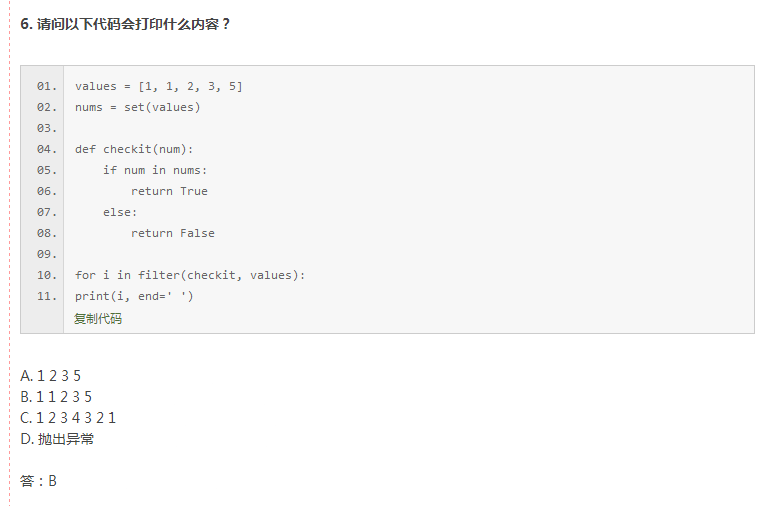 6. 请问以下代码会打印什么内容？
01. values = [1, 1, 2, 3, 5]
02. nums = set(values)
03.
04. def checkit(num):
05.     if num in nums:
06.         return True
07.     else:
08.         return False
09.
10. for i in filter(checkit, values):
11. print(i, end=' ')
复制代码
A. 1 2 3 5
B. 1 1 2 3 5
C. 1 2 3 4 3 2 1
D. 抛出异常
答：B